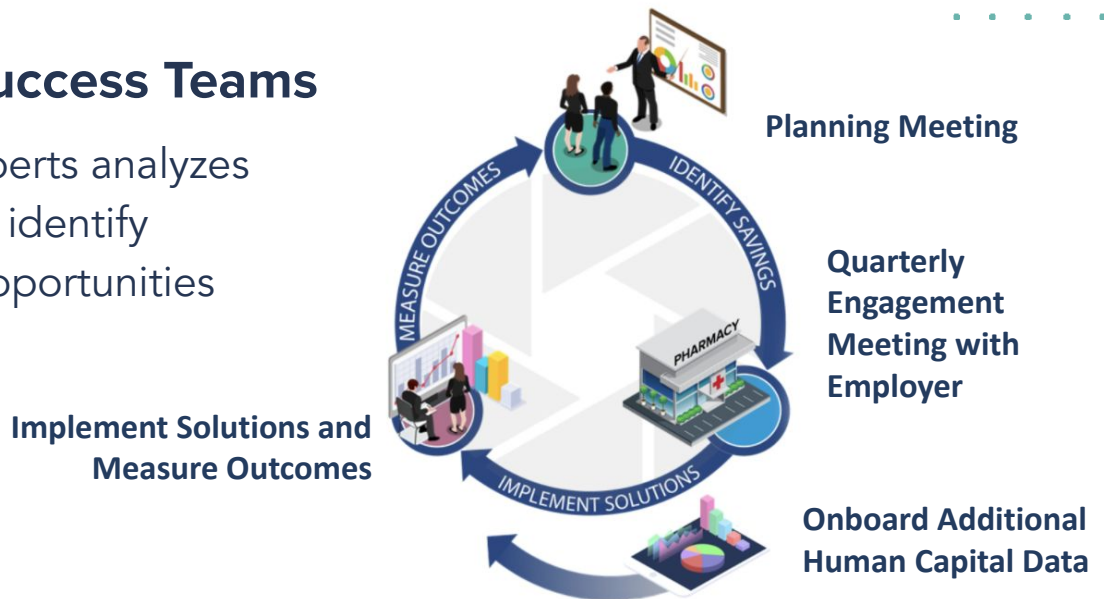 uccess Teams
perts analyzes
identify
pportunities
Planning Meeting
IDENTIFY SAVINGS
MEASURE OUTCOMES
PHARMACY
Quarterly
Engagement
Meeting with
Employer
Implement Solutions and
Measure Outcomes
IMPLEMENT SOLUTIONS
Onboard Additional
Human Capital Data